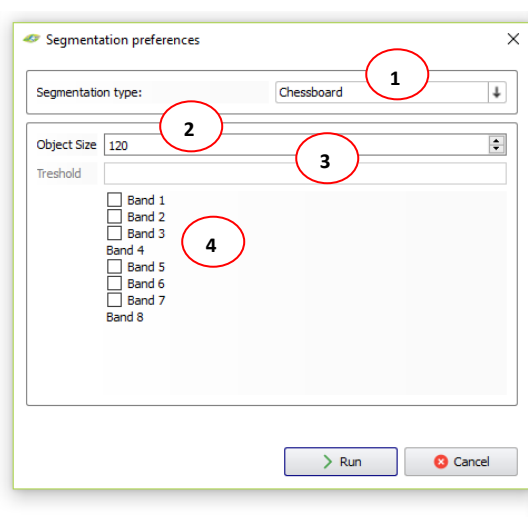 Segmentation preferences
1
Segmentation type: Chessboard
2
Object Size 120
3
Treshold
Band 1
Band 2
Band 3
4
Band 4
Band 5
Band 6
Band 7
Band 8
Run Cancel